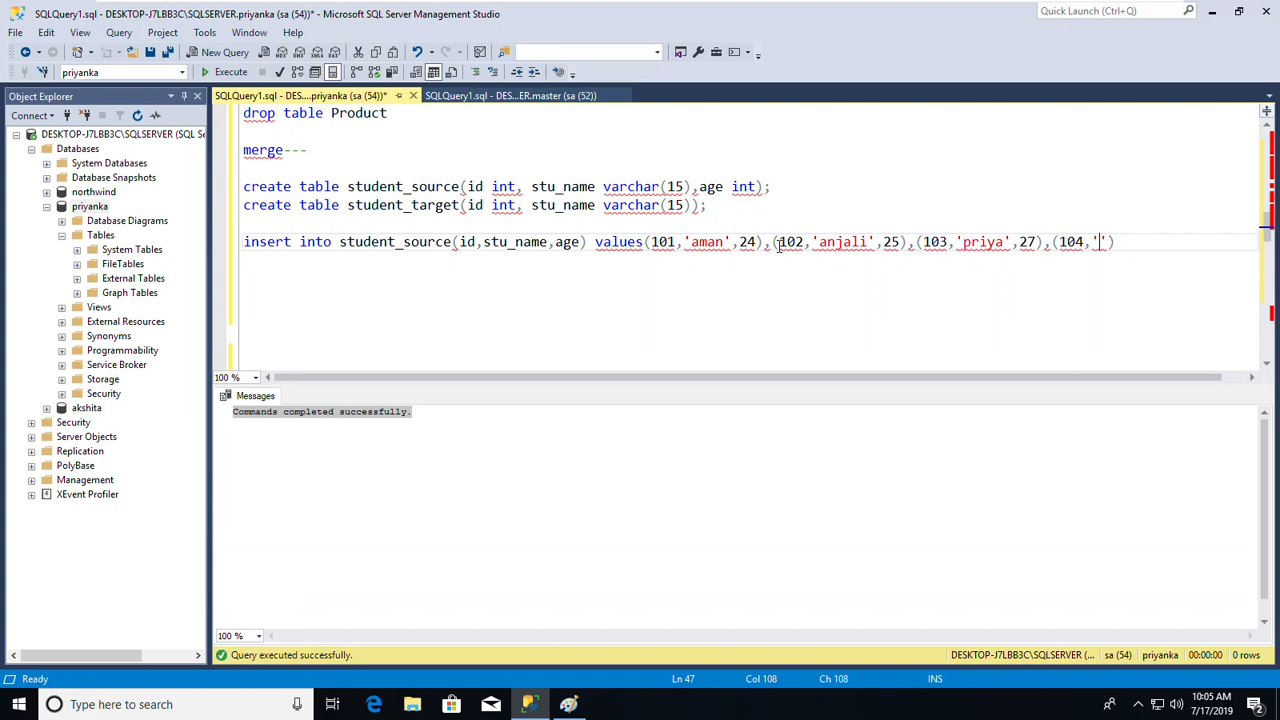 SQLQuery1.sql - DESKTOP-J7LBB3C\SQLSERVER.priyanka (sa (54))* - Microsoft SQL Server Management Studio
Quick Launch (Ctrl+Q)
File Edit View Query Project Tools Window Help
New Query
priyanka
Execute
Object Explorer
SQLQuery1.sql - DES....priyanka (sa (54))*
SQLQuery1.sql - DES...ER.master (sa (52))
Connect
DESKTOP-J7LBB3C\SQLSERVER (SQL Se
Databases
System Databases
Database Snapshots
northwind
priyanka
Database Diagrams
Tables
System Tables
FileTables
External Tables
Graph Tables
Views
External Resources
Synonyms
Programmability
Service Broker
Storage
Security
akshita
Security
Server Objects
Replication
PolyBase
Management
XEvent Profiler
drop table Product
merge---
create table student_source(id int, stu_name varchar(15),age int);
create table student_target(id int, stu_name varchar(15));
insert into student_source(id,stu_name,age) values(101,'aman',24),(102,'anjali',25),(103,'priya',27),(104,'')
100 %
Messages
Commands completed successfully.
100 %
Query executed successfully.
DESKTOP-J7LBB3C\SQLSERVER (... sa (54) priyanka 00:00:00 0 rows
Ready
Ln 47 Col 108 Ch 108 INS
Type here to search
10:05 AM
7/17/2019
2